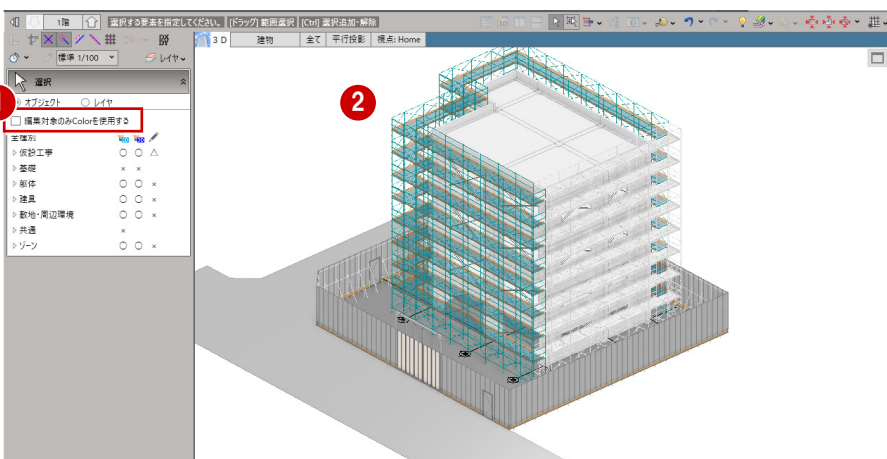 1階 選択する要素を指定してください。 [ドラッグ] 範囲選択 [Ctrl] 選択追加・解除
3 D 建物 全て 平行投影 視点: Home
標準 1/100 レイヤ
選択
オブジェクト レイヤ
1
編集対象のみColorを使用する
全種別
仮設工事 ○ ○ △
基礎 × ×
躯体 ○ ○ ×
建具 ○ ○ ×
敷地・周辺環境 ○ ○ ×
共通 ×
ゾーン ○ ○ ×
2